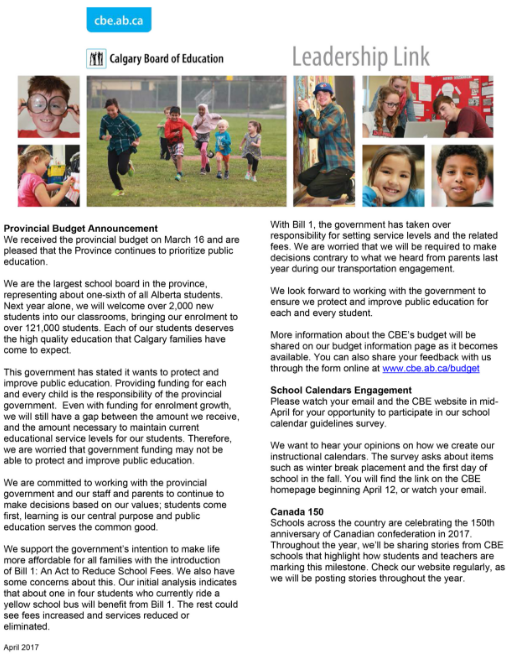 cbe.ab.ca
Calgary Board of Education
Leadership Link
Provincial Budget Announcement
We received the provincial budget on March 16 and are
pleased that the Province continues to prioritize public
education.
We are the largest school board in the province,
representing about one-sixth of all Alberta students.
Next year alone, we will welcome over 2,000 new
students into our classrooms, bringing our enrolment to
over 121,000 students. Each of our students deserves
the high quality education that Calgary families have
come to expect.
This government has stated it wants to protect and
improve public education. Providing funding for each
and every child is the responsibility of the provincial
government.  Even with funding for enrolment growth,
we will still have a gap between the amount we receive,
and the amount necessary to maintain current
educational service levels for our students. Therefore,
we are worried that government funding may not be
able to protect and improve public education.
We are committed to working with the provincial
government and our staff and parents to continue to
make decisions based on our values; students come
first, learning is our central purpose and public
education serves the common good.
We support the government's intention to make life
more affordable for all families with the introduction
of Bill 1: An Act to Reduce School Fees. We also have
some concerns about this. Our initial analysis indicates
that about one in four students who currently ride a
yellow school bus will benefit from Bill 1. The rest could
see fees increased and services reduced or
eliminated.
With Bill 1, the government has taken over
responsibility for setting service levels and the related
fees. We are worried that we will be required to make
decisions contrary to what we heard from parents last
year during our transportation engagement.
We look forward to working with the government to
ensure we protect and improve public education for
each and every student.
More information about the CBE's budget will be
shared on our budget information page as it becomes
available. You can also share your feedback with us
through the form online at www.cbe.ab.ca/budget
School Calendars Engagement
Please watch your email and the CBE website in mid-
April for your opportunity to participate in our school
calendar guidelines survey.
We want to hear your opinions on how we create our
instructional calendars. The survey asks about items
such as winter break placement and the first day of
school in the fall. You will find the link on the CBE
homepage beginning April 12, or watch your email.
Canada 150
Schools across the country are celebrating the 150th
anniversary of Canadian confederation in 2017.
Throughout the year, we'll be sharing stories from CBE
schools that highlight how students and teachers are
marking this milestone. Check our website regularly, as
we will be posting stories throughout the year.
April 2017